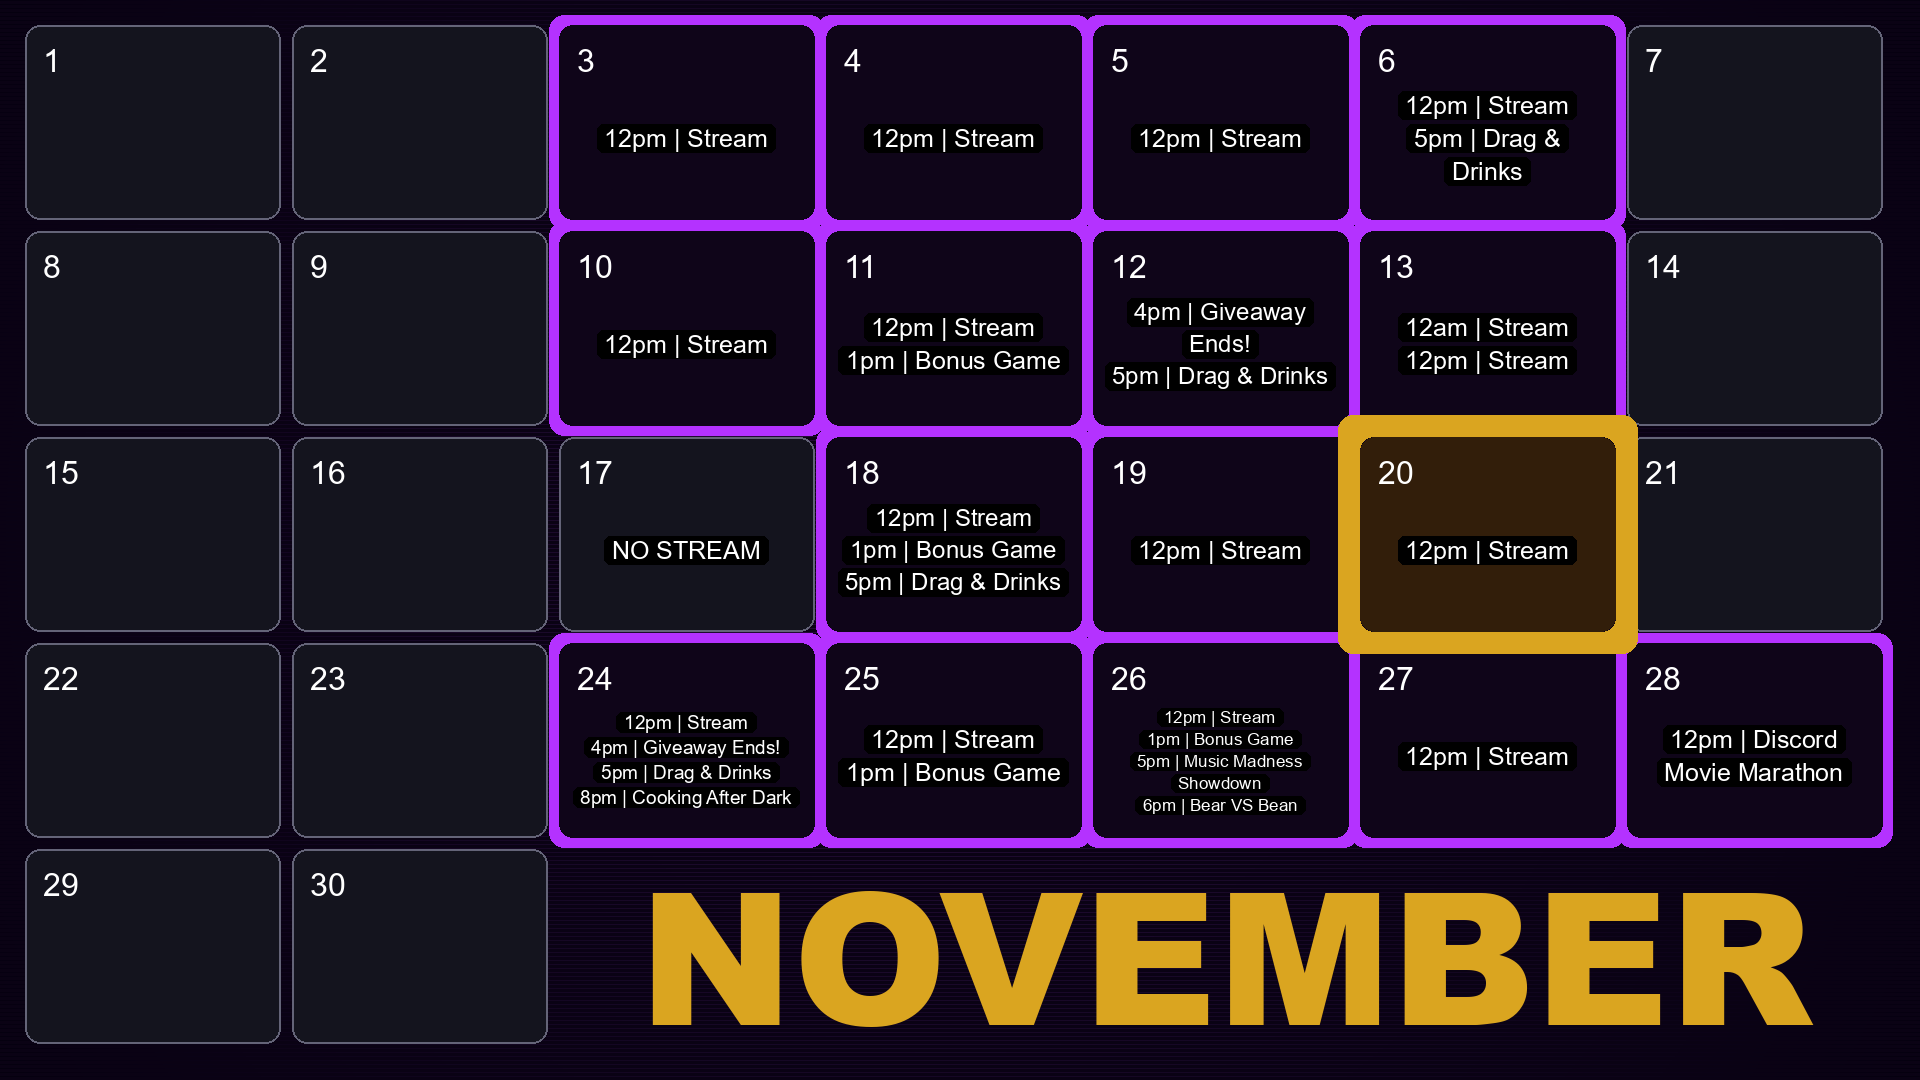 1
2
3
12pm | Stream
4
12pm | Stream
5
12pm | Stream
6
12pm | Stream
5pm | Drag &
Drinks
7
8
9
10
12pm | Stream
11
12pm | Stream
1pm | Bonus Game
12
4pm | Giveaway
Ends!
5pm | Drag & Drinks
13
12am | Stream
12pm | Stream
14
15
16
17
NO STREAM
18
12pm | Stream
1pm | Bonus Game
5pm | Drag & Drinks
19
12pm | Stream
20
12pm | Stream
21
22
23
24
12pm | Stream
4pm | Giveaway Ends!
5pm | Drag & Drinks
8pm | Cooking After Dark
25
12pm | Stream
1pm | Bonus Game
26
12pm | Stream
1pm | Bonus Game
5pm | Music Madness
Showdown
6pm | Bear VS Bean
27
12pm | Stream
28
12pm | Discord
Movie Marathon
29
30
NOVEMBER